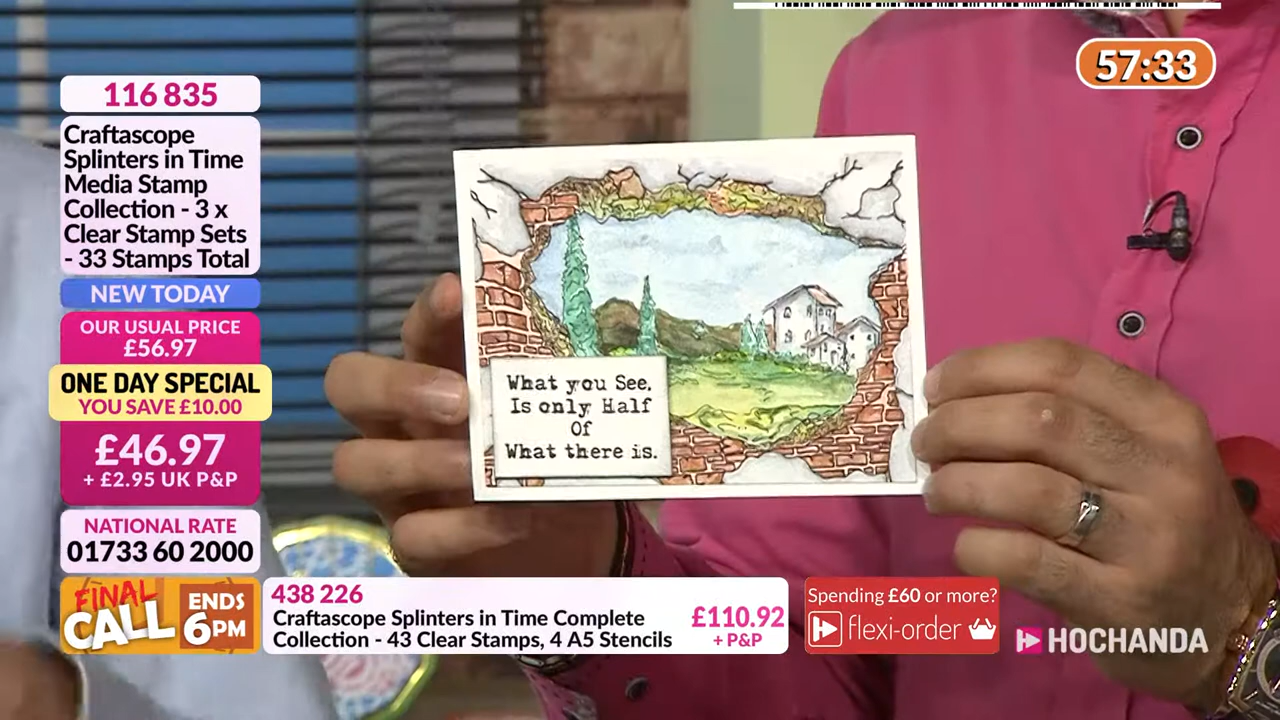 57:33
116 835
Craftascope
Splinters in Time
Media Stamp
Collection - 3 x
Clear Stamp Sets
- 33 Stamps Total
NEW TODAY
OUR USUAL PRICE
£56.97
ONE DAY SPECIAL
YOU SAVE £10.00
£46.97
+ £2.95 UK P&P
NATIONAL RATE
01733 60 2000
What you See,
Is only Half
Of
What there is.
FINAL
CALL
ENDS
6PM
438 226
Craftascope Splinters in Time Complete
Collection - 43 Clear Stamps, 4 A5 Stencils
£110.92
+ P&P
Spending £60 or more?
flexi-order
HOCHANDA